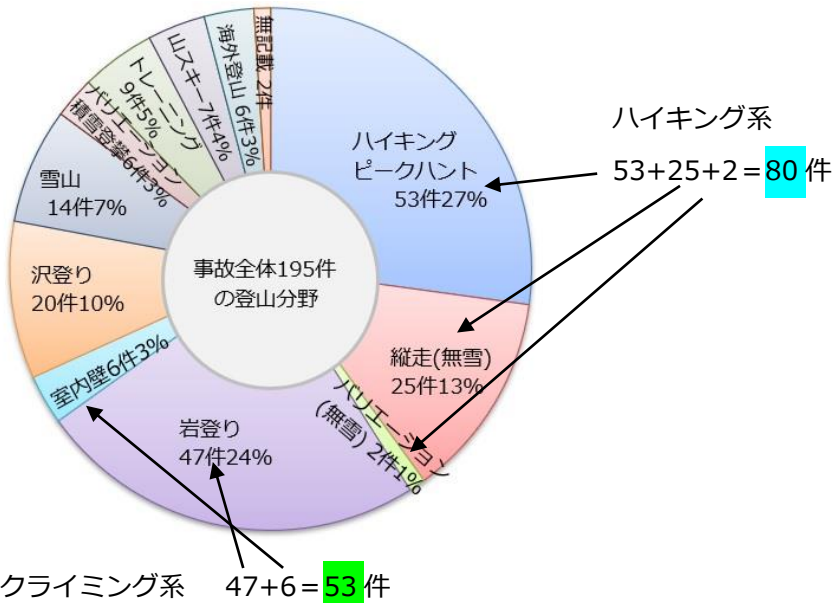 無記載 2件
海外登山 6件3%
山スキー7件4%
トレーニング
9件5%
バリエーション
積雪登攀6件3%
雪山
14件7%
沢登り
20件10%
室内壁6件3%
岩登り
47件24%
バリエーション
(無雪) 2件1%
縦走(無雪)
25件13%
ハイキング
ピークハント
53件27%
事故全体195件
の登山分野
ハイキング系
53+25+2=80件
クライミング系 47+6=53件